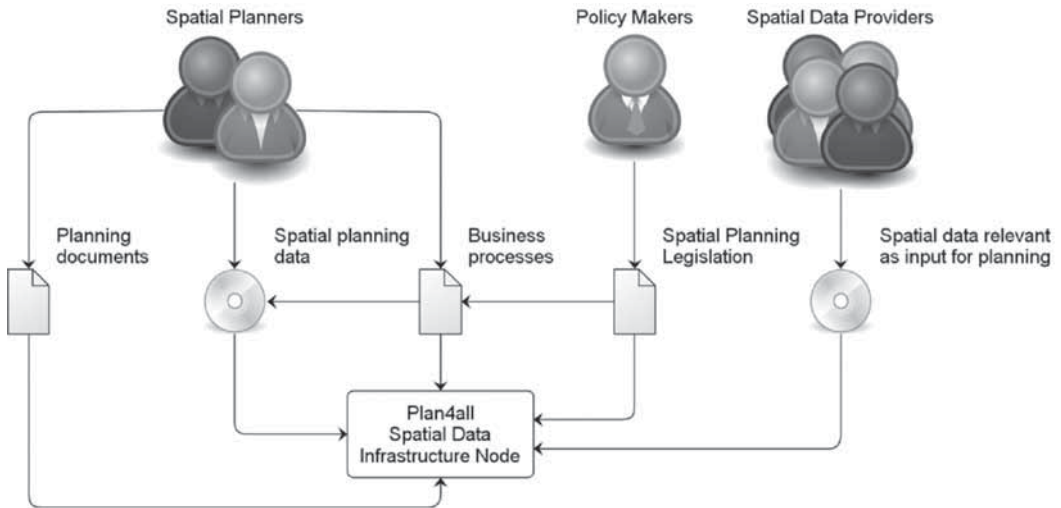 Spatial Planners
Policy Makers
Spatial Data Providers
Planning
documents
Spatial planning
data
Business
processes
Spatial Planning
Legislation
Spatial data relevant
as input for planning
Plan4all
Spatial Data
Infrastructure Node